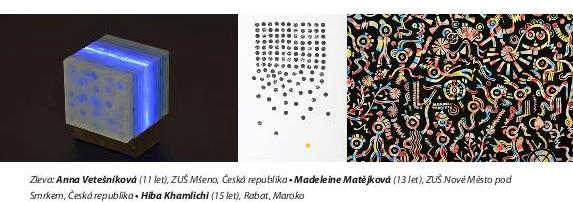 Zleva: Anna Vetešníková (11 let), ZUŠ Mšeno, Česká republika • Madeleine Matějková (13 let), ZUŠ Nové Město pod
Smrkem, Česká republika • Hiba Khamlichi (15 let), Rabat, Maroko